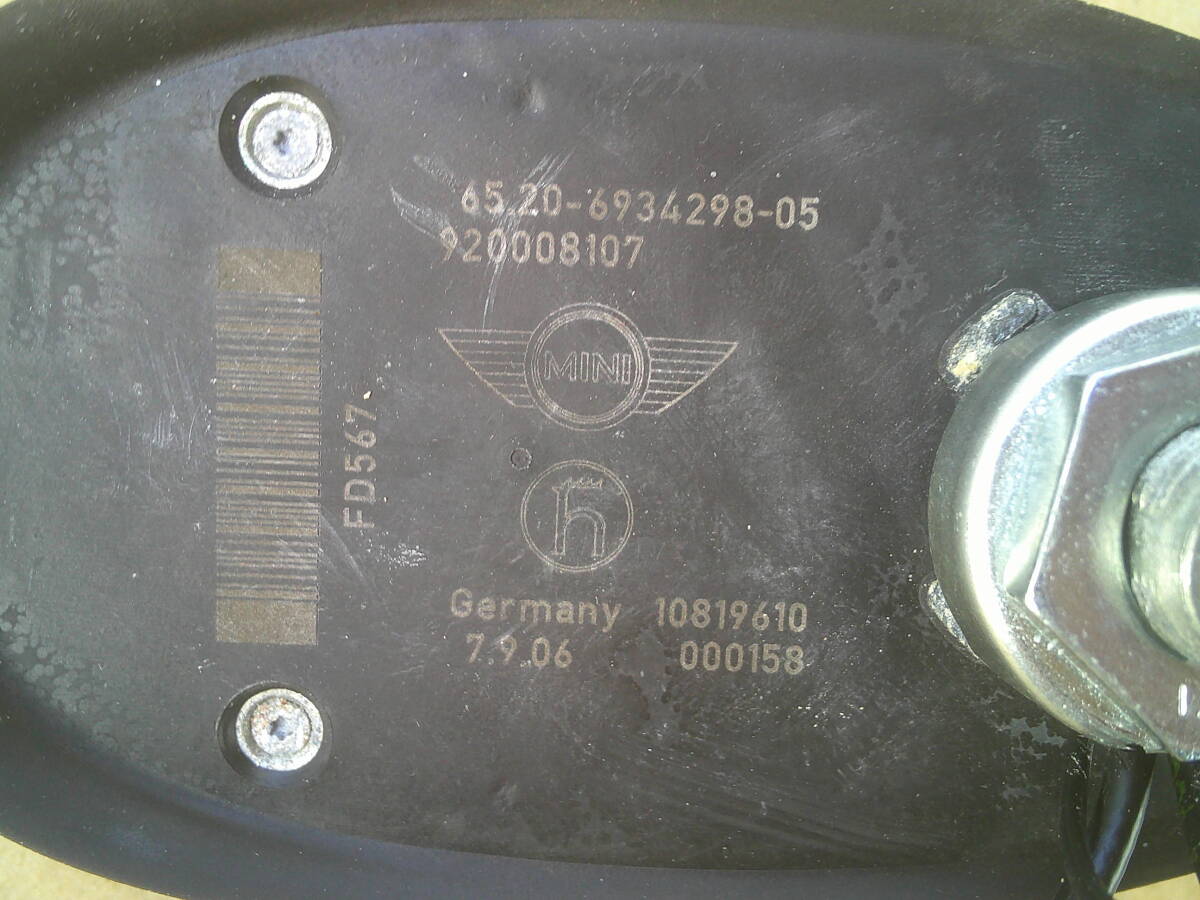 65.20-6934298-05
920008107
MINI
FD567
h
Germany 10819610
7.9.06 000158